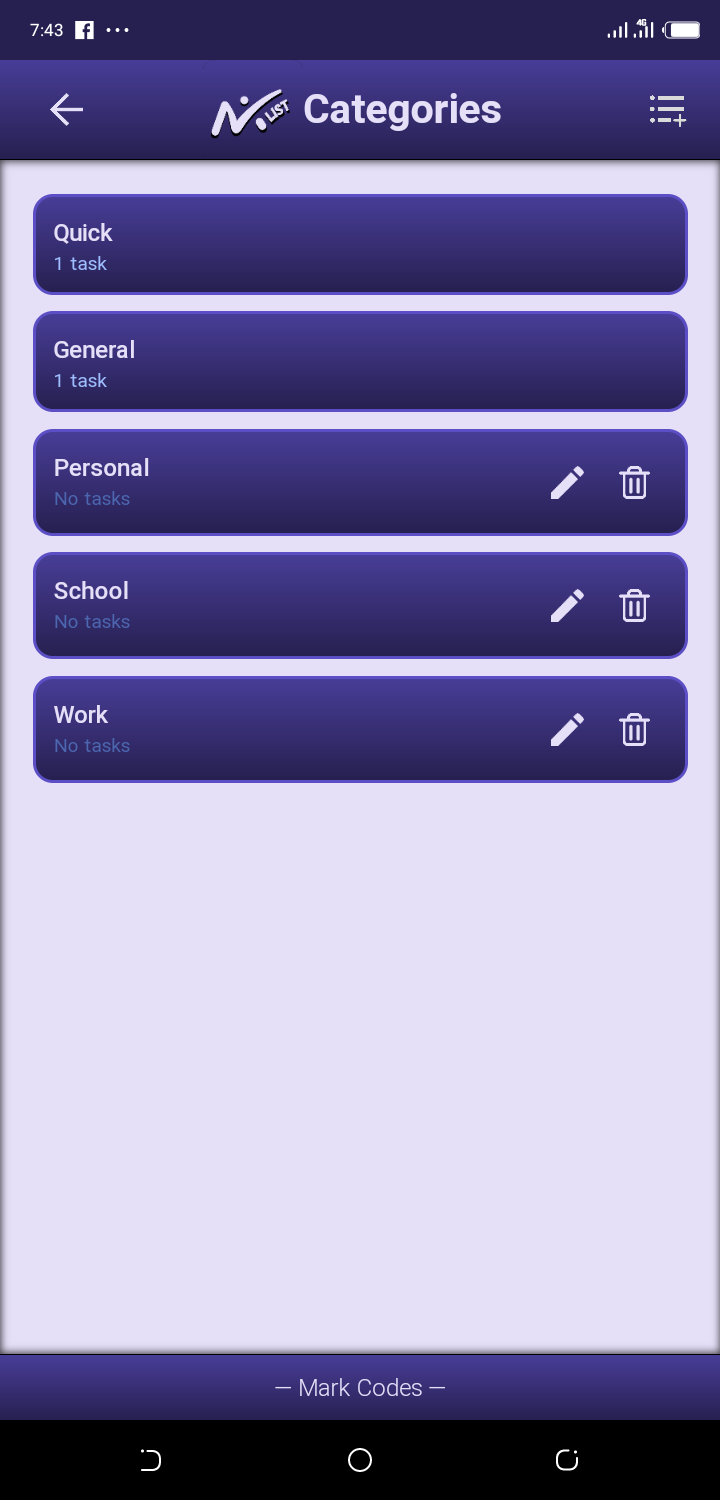 7:43
4G
LIST
Categories
Quick
1 task
General
1 task
Personal
No tasks
School
No tasks
Work
No tasks
— Mark Codes —